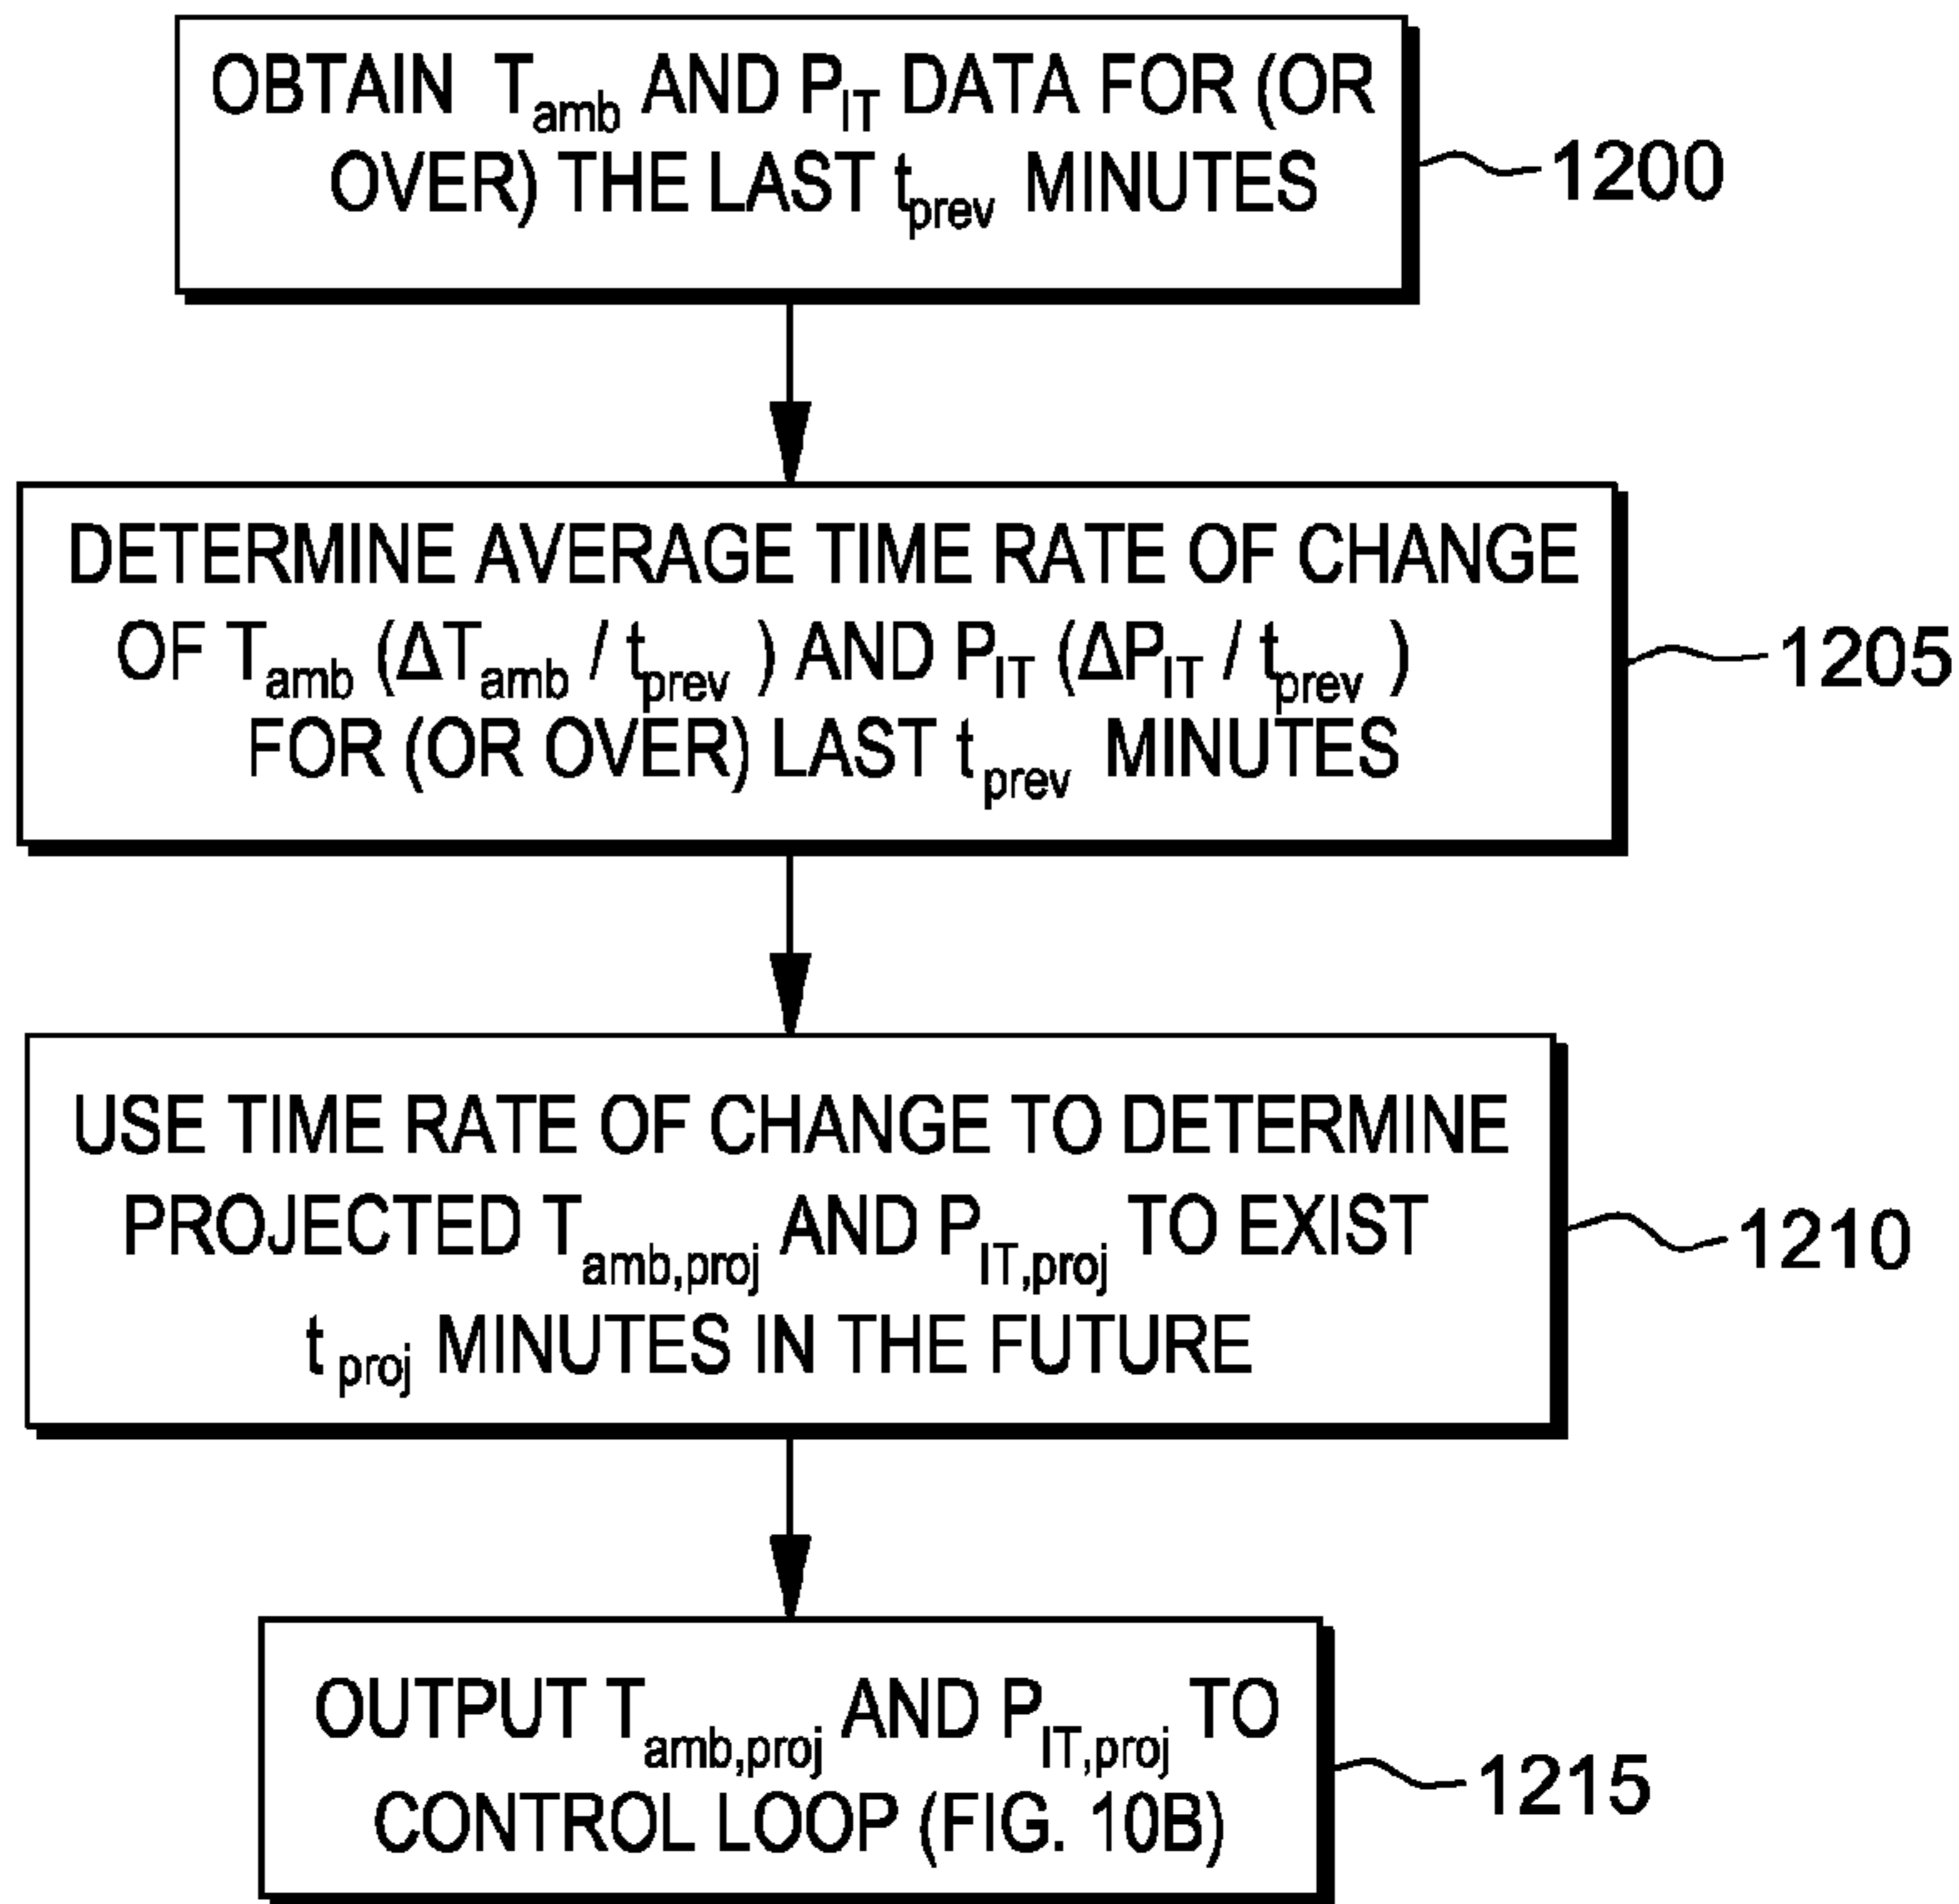 OBTAIN T_amb AND P_IT DATA FOR (OR
OVER) THE LAST t_prev MINUTES
1200
DETERMINE AVERAGE TIME RATE OF CHANGE
OF T_amb (ΔT_amb / t_prev ) AND P_IT (ΔP_IT / t_prev )
FOR (OR OVER) LAST t_prev MINUTES
1205
USE TIME RATE OF CHANGE TO DETERMINE
PROJECTED T_amb,proj AND P_IT,proj TO EXIST
t_proj MINUTES IN THE FUTURE
1210
OUTPUT T_amb,proj AND P_IT,proj TO
CONTROL LOOP (FIG. 10B)
1215